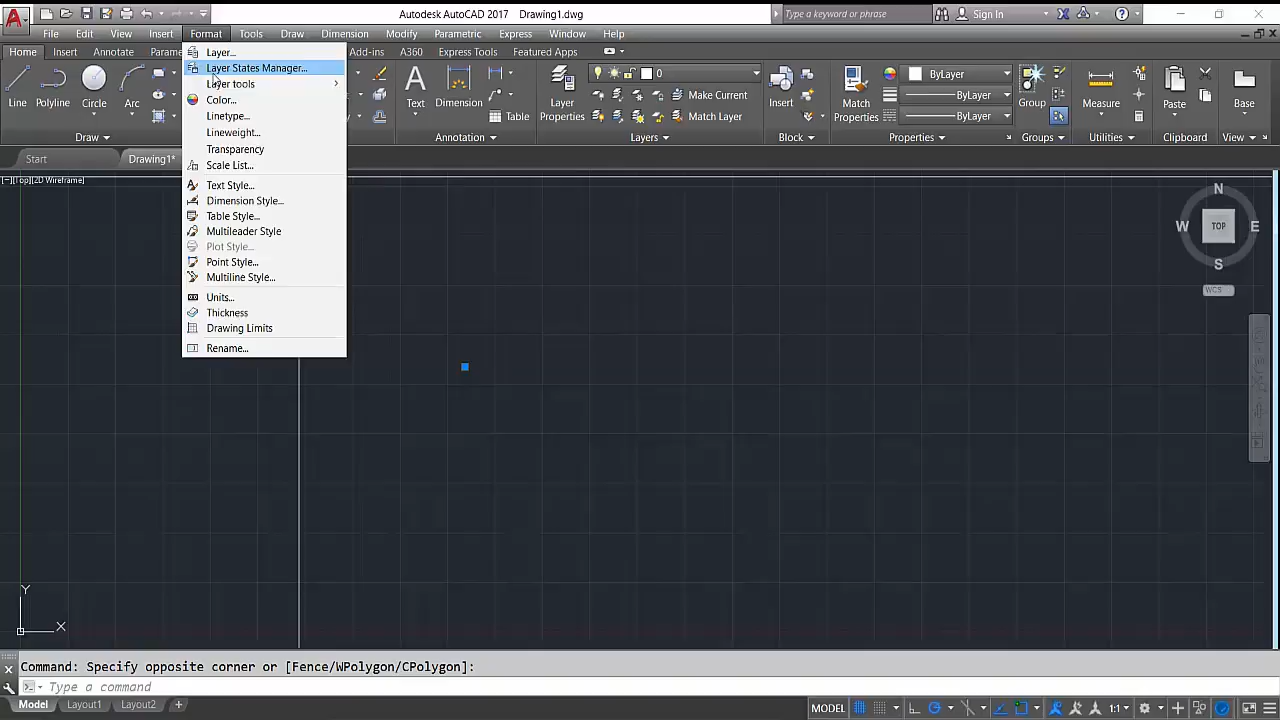 Autodesk AutoCAD 2017 Drawing1.dwg
Type a keyword or phrase
Sign In
File Edit View Insert Format Tools Draw Dimension Modify Parametric Express Window Help
Home Insert Annotate Parame Add-ins A360 Express Tools Featured Apps
Line
Polyline
Circle
Arc
Text
Dimension
Table
Layer
Properties
0
Make Current
Match Layer
Insert
Match
Properties
ByLayer
ByLayer
ByLayer
Group
Measure
Paste
Base
Draw
Annotation
Layers
Block
Properties
Groups
Utilities
Clipboard
View
Layer...
Layer States Manager...
Layer tools
Color...
Linetype...
Lineweight...
Transparency
Scale List...
Text Style...
Dimension Style...
Table Style...
Multileader Style
Plot Style...
Point Style...
Multiline Style...
Units...
Thickness
Drawing Limits
Rename...
Start
Drawing1*
[−][Top][2D Wireframe]
N
W
TOP
E
S
WCS
Y
X
Command: Specify opposite corner or [Fence/WPolygon/CPolygon]:
Type a command
Model Layout1 Layout2 +
MODEL
1:1